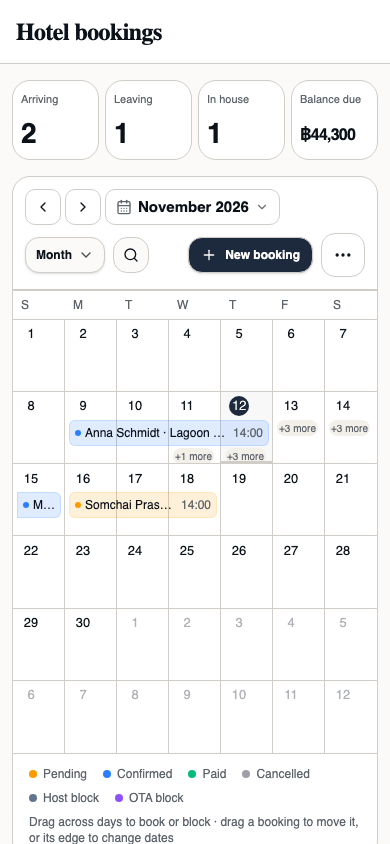 Hotel bookings
Arriving Leaving In house Balance due
2 1 1 ฿44,300
November 2026
Month New booking
S M T W T F S
1 2 3 4 5 6 7
8 9 10 11 12 13 14
Anna Schmidt · Lagoon … 14:00 +3 more +3 more
+1 more +3 more
15 16 17 18 19 20 21
M… Somchai Pras… 14:00
22 23 24 25 26 27 28
29 30 1 2 3 4 5
6 7 8 9 10 11 12
Pending Confirmed Paid Cancelled
Host block OTA block
Drag across days to book or block · drag a booking to move it,
or its edge to change dates